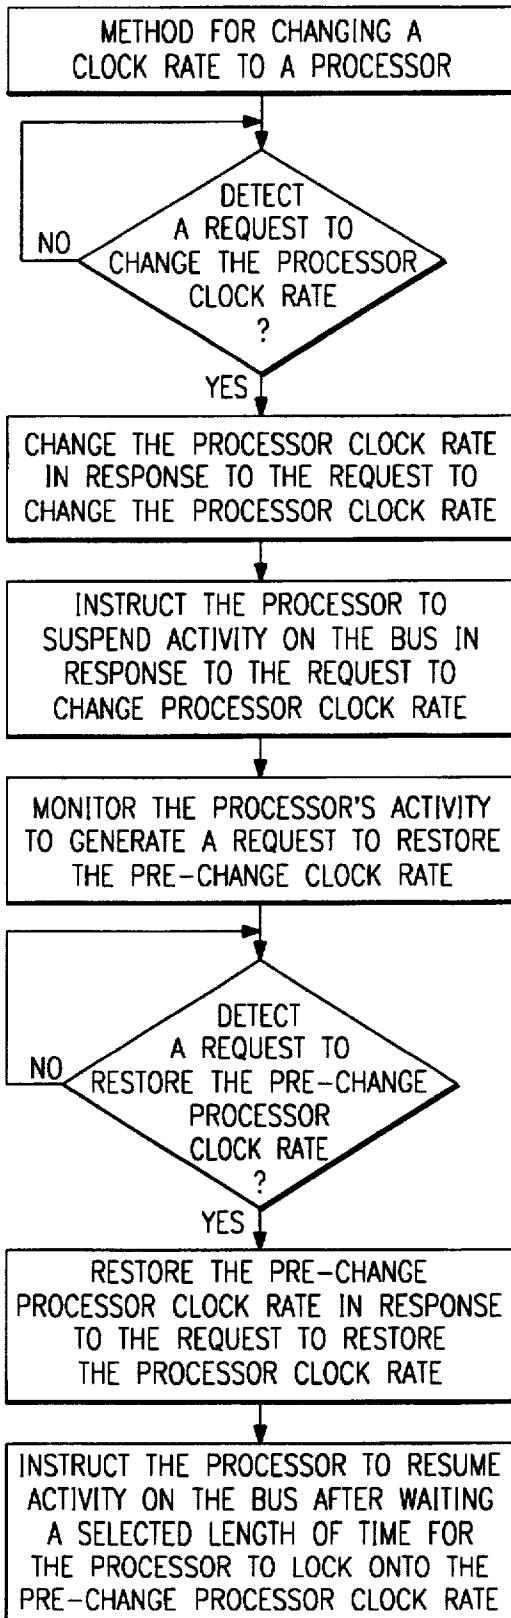 METHOD FOR CHANGING A
CLOCK RATE TO A PROCESSOR
DETECT
A REQUEST TO
CHANGE THE PROCESSOR
CLOCK RATE
?
NO
YES
CHANGE THE PROCESSOR CLOCK RATE
IN RESPONSE TO THE REQUEST TO
CHANGE THE PROCESSOR CLOCK RATE
INSTRUCT THE PROCESSOR TO
SUSPEND ACTIVITY ON THE BUS IN
RESPONSE TO THE REQUEST TO
CHANGE PROCESSOR CLOCK RATE
MONITOR THE PROCESSOR'S ACTIVITY
TO GENERATE A REQUEST TO RESTORE
THE PRE-CHANGE CLOCK RATE
DETECT
A REQUEST TO
RESTORE THE PRE-CHANGE
PROCESSOR
CLOCK RATE
?
NO
YES
RESTORE THE PRE-CHANGE
PROCESSOR CLOCK RATE IN RESPONSE
TO THE REQUEST TO RESTORE
THE PROCESSOR CLOCK RATE
INSTRUCT THE PROCESSOR TO RESUME
ACTIVITY ON THE BUS AFTER WAITING
A SELECTED LENGTH OF TIME FOR
THE PROCESSOR TO LOCK ONTO THE
PRE-CHANGE PROCESSOR CLOCK RATE